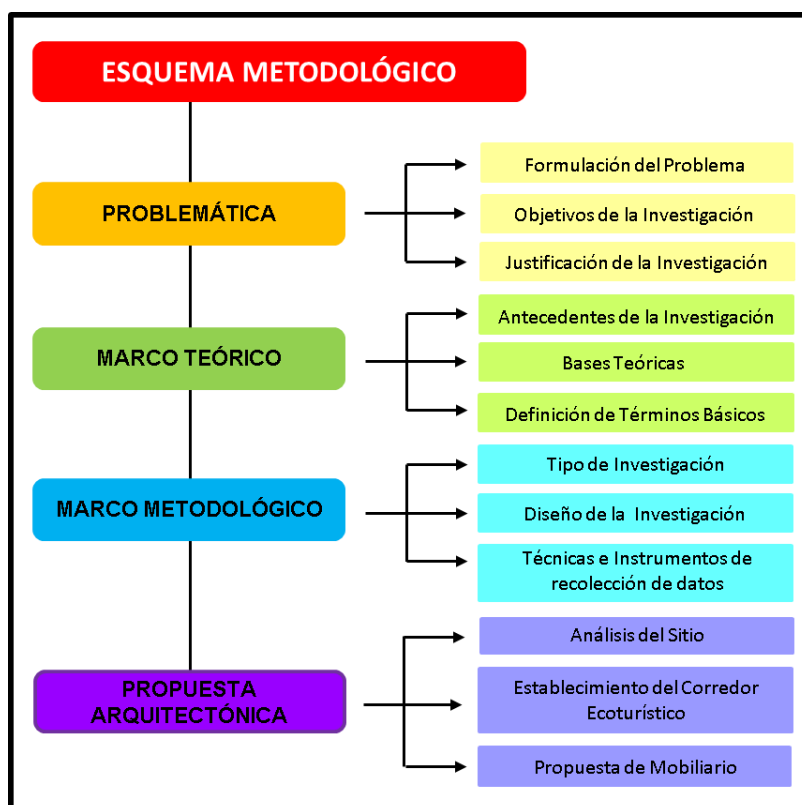 ESQUEMA METODOLÓGICO
PROBLEMÁTICA
Formulación del Problema
Objetivos de la Investigación
Justificación de la Investigación
MARCO TEÓRICO
Antecedentes de la Investigación
Bases Teóricas
Definición de Términos Básicos
MARCO METODOLÓGICO
Tipo de Investigación
Diseño de la Investigación
Técnicas e Instrumentos de
recolección de datos
PROPUESTA
ARQUITECTÓNICA
Análisis del Sitio
Establecimiento del Corredor
Ecoturístico
Propuesta de Mobiliario